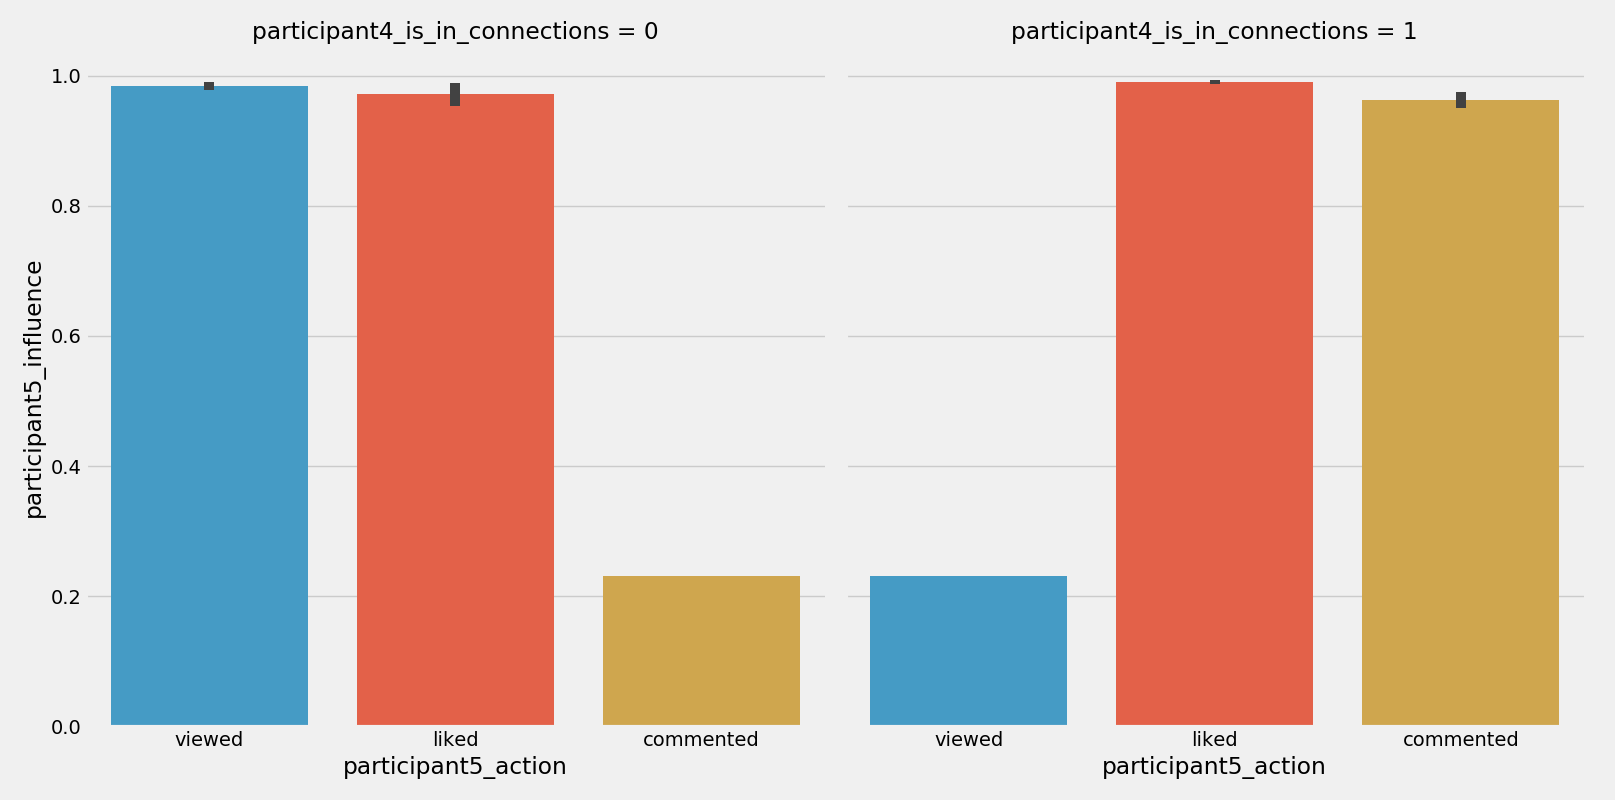 participant4_is_in_connections = 0
participant4_is_in_connections = 1
participant5_influence
1.0
0.8
0.6
0.4
0.2
0.0
viewed liked commented
viewed liked commented
participant5_action
participant5_action